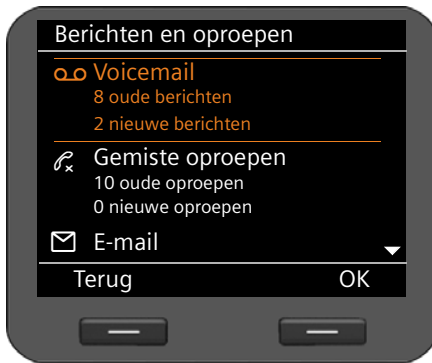 Berichten en oproepen
Voicemail
8 oude berichten
2 nieuwe berichten
Gemiste oproepen
10 oude oproepen
0 nieuwe oproepen
E-mail
Terug OK